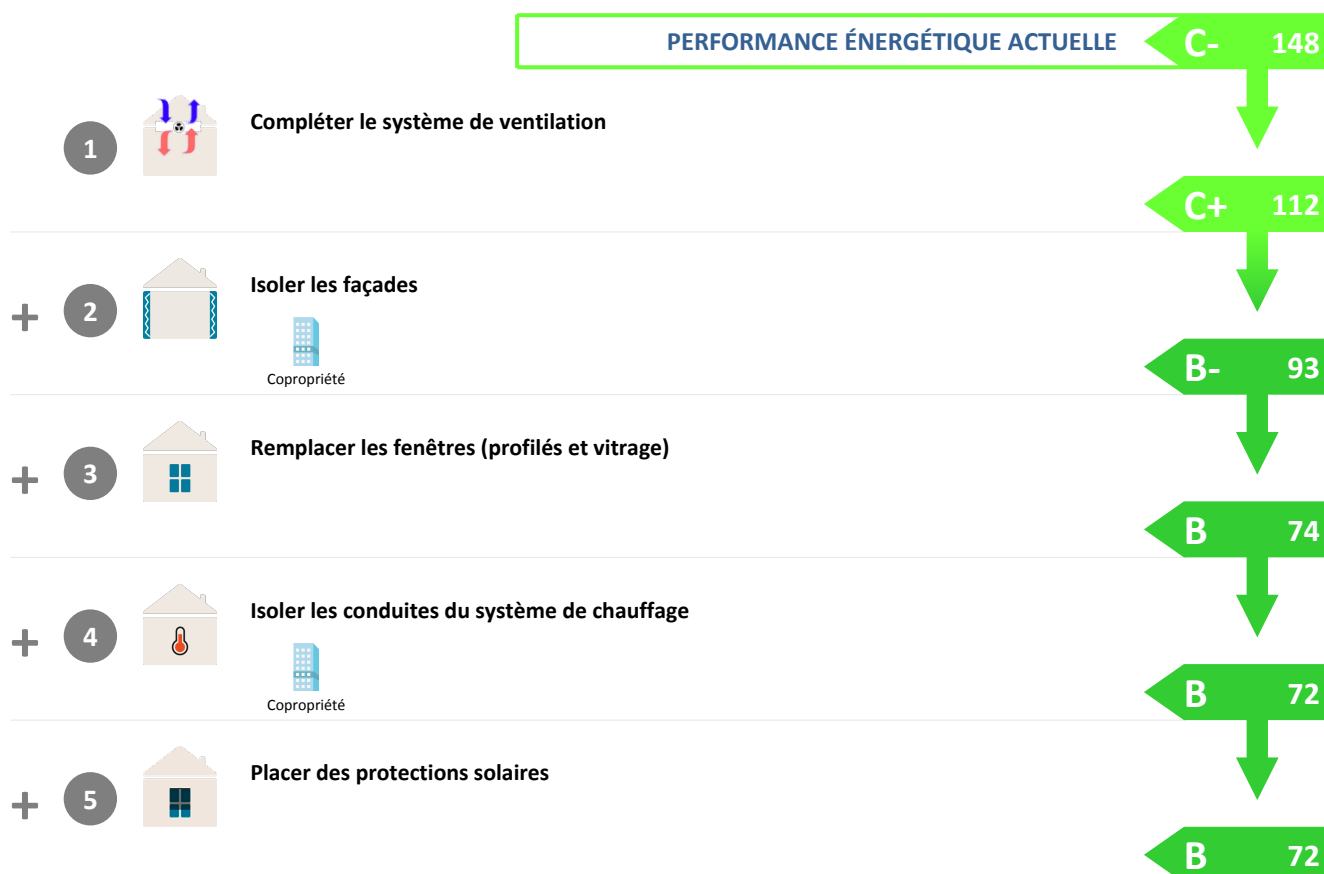 PERFORMANCE ÉNERGÉTIQUE ACTUELLE C- 148
1 Compléter le système de ventilation
C+ 112
+ 2 Isoler les façades
Copropriété
B- 93
+ 3 Remplacer les fenêtres (profilés et vitrage)
B 74
+ 4 Isoler les conduites du système de chauffage
Copropriété
B 72
+ 5 Placer des protections solaires
B 72